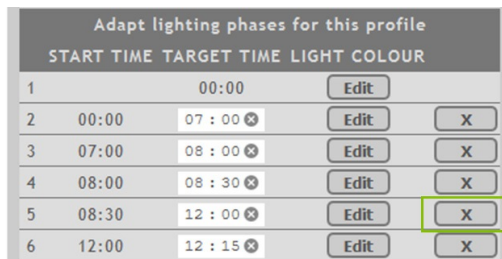 Adapt lighting phases for this profile
START TIME TARGET TIME LIGHT COLOUR
1 00:00 Edit
2 00:00 07 : 00 Edit X
3 07:00 08 : 00 Edit X
4 08:00 08 : 30 Edit X
5 08:30 12 : 00 Edit X
6 12:00 12 : 15 Edit X